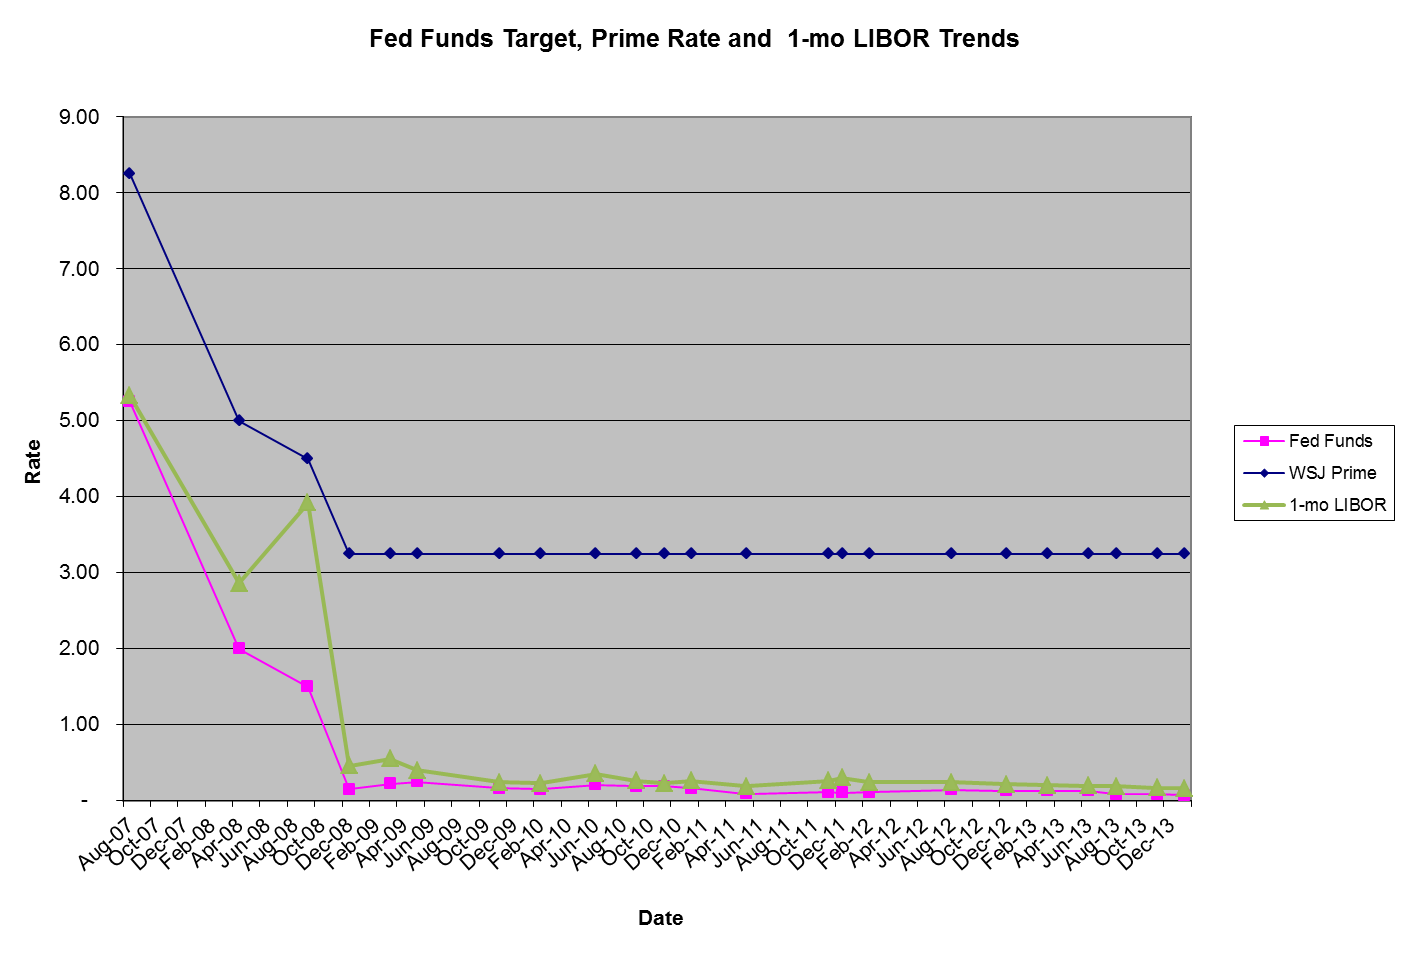 Fed Funds Target, Prime Rate and  1-mo LIBOR Trends
9.00
8.00
7.00
6.00
5.00
4.00
3.00
2.00
1.00
-
Rate
Aug-07
Oct-07
Dec-07
Feb-08
Apr-08
Jun-08
Aug-08
Oct-08
Dec-08
Feb-09
Apr-09
Jun-09
Aug-09
Oct-09
Dec-09
Feb-10
Apr-10
Jun-10
Aug-10
Oct-10
Dec-10
Feb-11
Apr-11
Jun-11
Aug-11
Oct-11
Dec-11
Feb-12
Apr-12
Jun-12
Aug-12
Oct-12
Dec-12
Feb-13
Apr-13
Jun-13
Aug-13
Oct-13
Dec-13
Date
Fed Funds
WSJ Prime
1-mo LIBOR